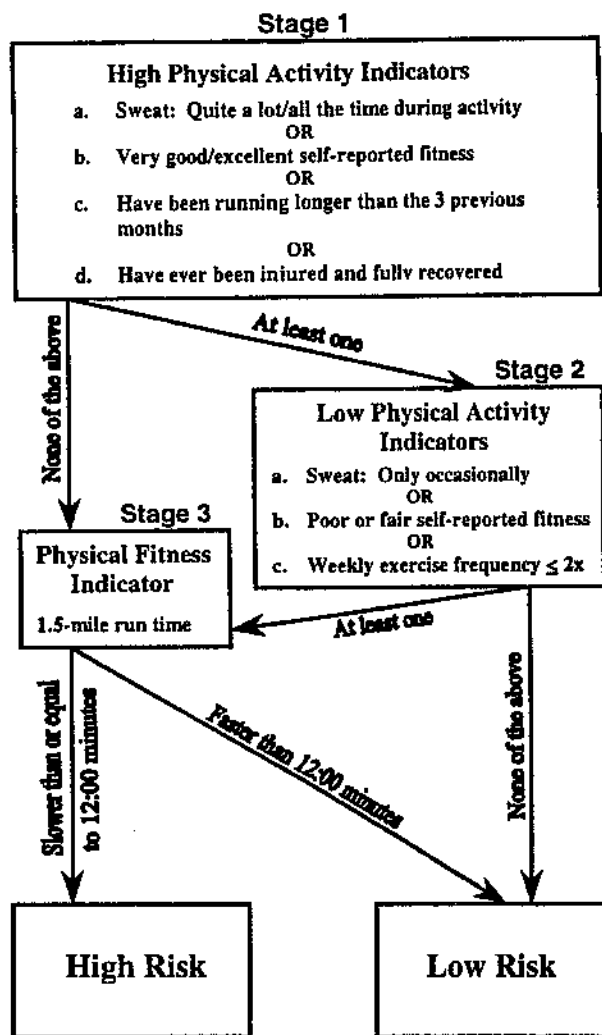 Stage 1
High Physical Activity Indicators
a. Sweat: Quite a lot/all the time during activity
OR
b. Very good/excellent self-reported fitness
OR
c. Have been running longer than the 3 previous
months
OR
d. Have ever been injured and fully recovered
None of the above
At least one
Stage 2
Low Physical Activity
Indicators
a. Sweat: Only occasionally
OR
b. Poor or fair self-reported fitness
OR
c. Weekly exercise frequency ≤ 2x
Stage 3
Physical Fitness
Indicator
1.5-mile run time
At least one
Slower than or equal
to 12:00 minutes
Faster than 12:00 minutes
None of the above
High Risk
Low Risk